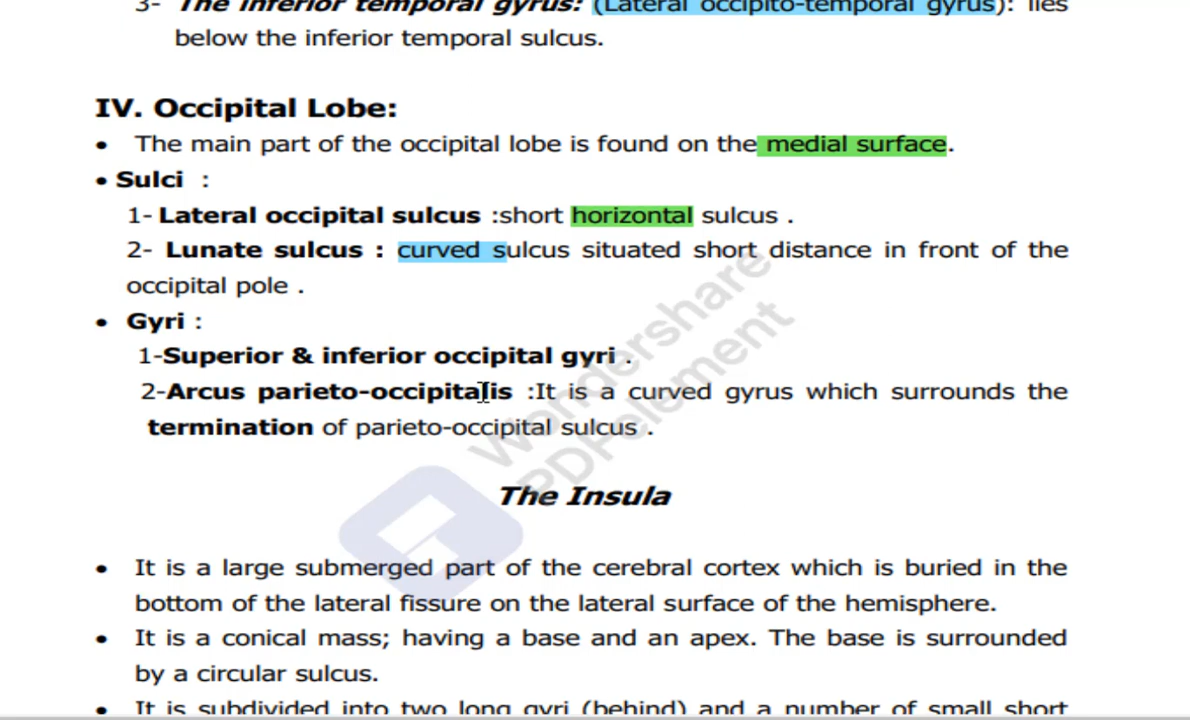 3- The inferior temporal gyrus: (Lateral occipito-temporal gyrus): lies
below the inferior temporal sulcus.
IV. Occipital Lobe:
• The main part of the occipital lobe is found on the medial surface.
• Sulci :
1- Lateral occipital sulcus :short horizontal sulcus .
2- Lunate sulcus : curved sulcus situated short distance in front of the
occipital pole .
• Gyri :
1-Superior & inferior occipital gyri .
2-Arcus parieto-occipitalis :It is a curved gyrus which surrounds the
termination of parieto-occipital sulcus .
Wondershare
PDFelement
The Insula
• It is a large submerged part of the cerebral cortex which is buried in the
bottom of the lateral fissure on the lateral surface of the hemisphere.
• It is a conical mass; having a base and an apex. The base is surrounded
by a circular sulcus.
• It is subdivided into two long gyri (behind) and a number of small short